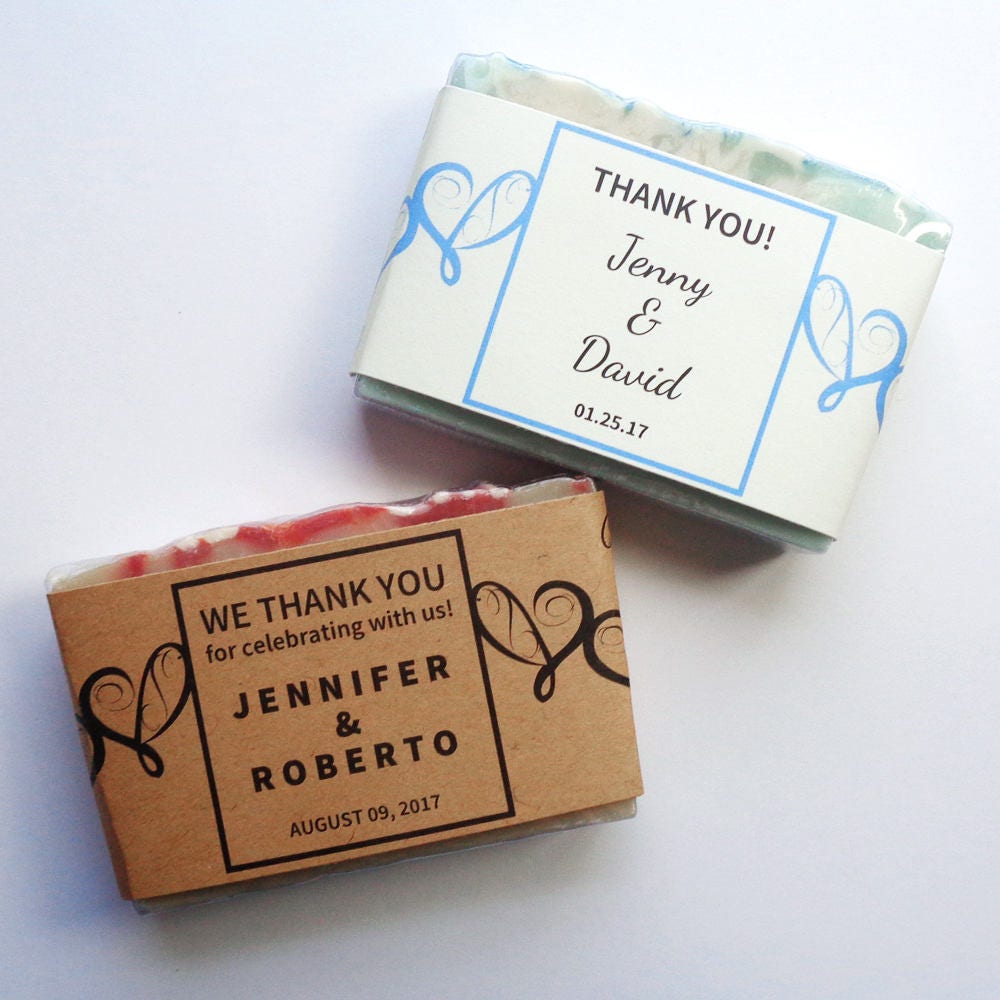 THANK YOU!
Jenny
&
David
01.25.17
WE THANK YOU
for celebrating with us!
JENNIFER
&
ROBERTO
AUGUST 09, 2017